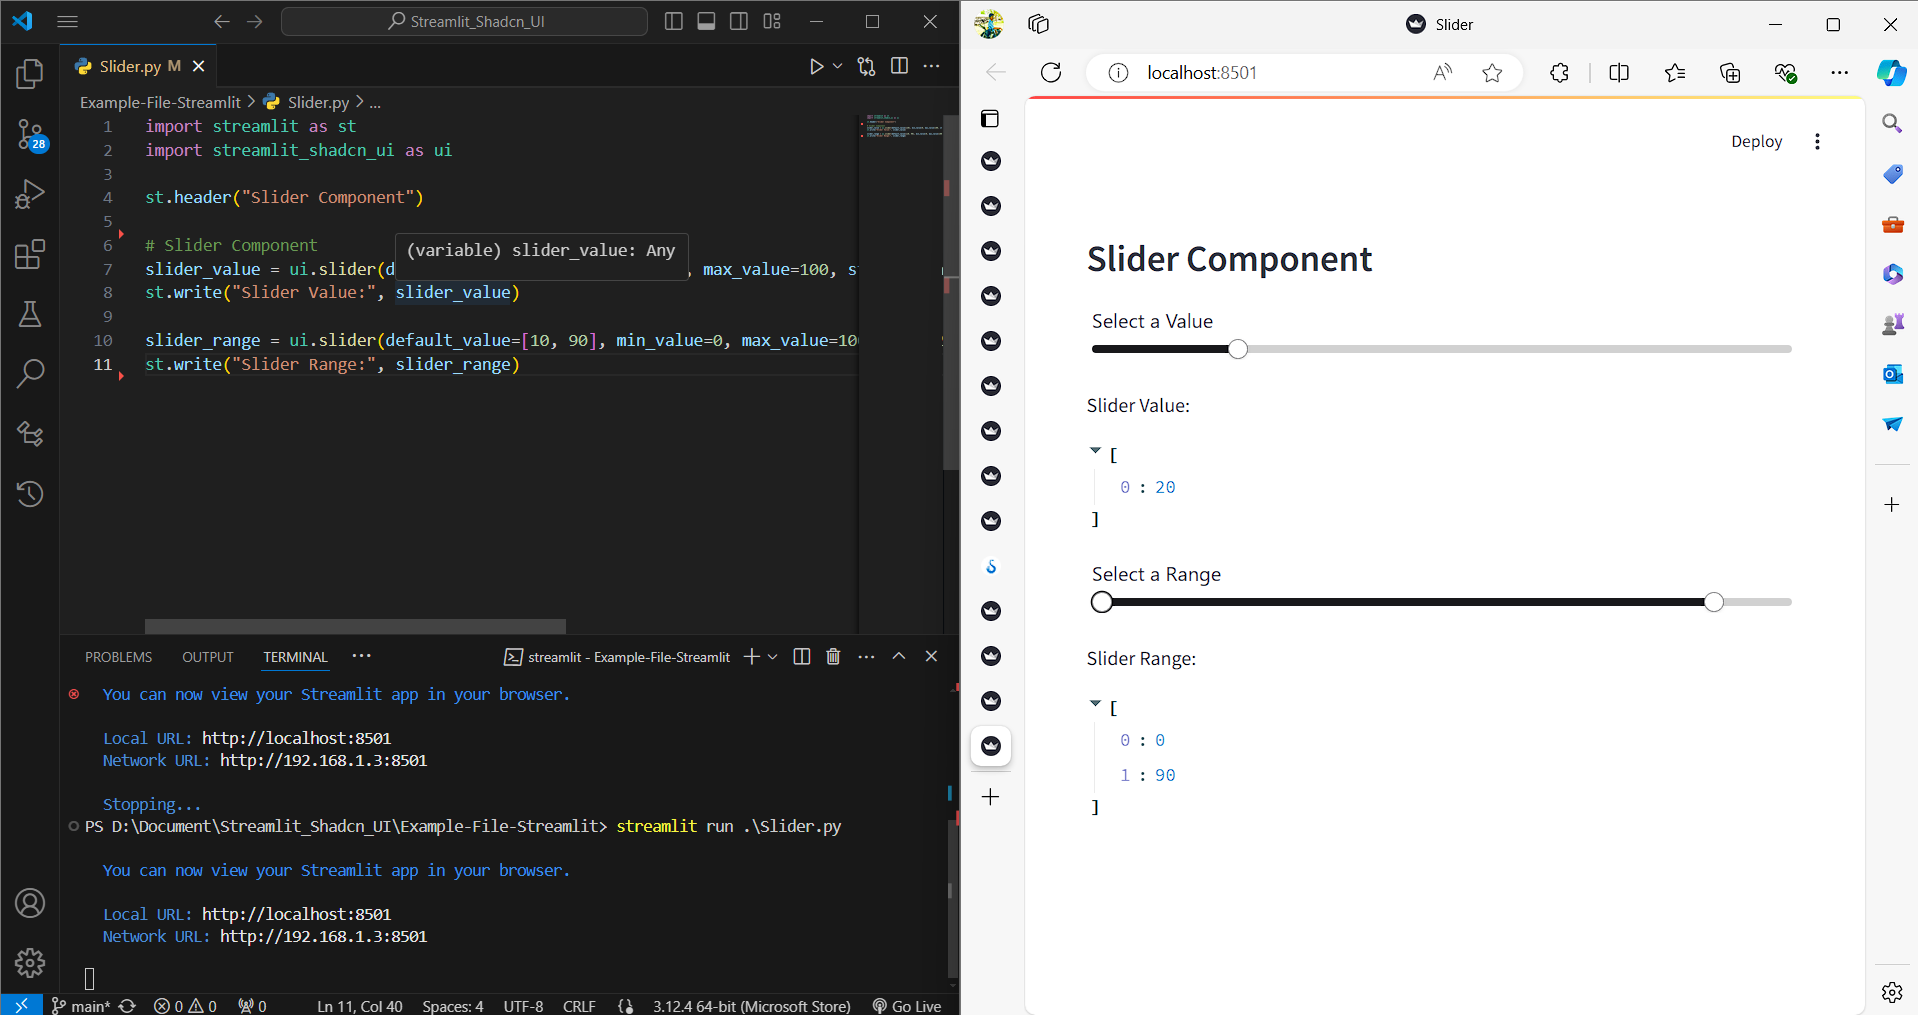 Streamlit_Shadcn_UI
Slider.py M
Example-File-Streamlit > Slider.py > ...
1 import streamlit as st
2 import streamlit_shadcn_ui as ui
3
4 st.header("Slider Component")
5
6 # Slider Component
(variable) slider_value: Any
7 slider_value = ui.slider(d , max_value=100, s
8 st.write("Slider Value:", slider_value)
9
10 slider_range = ui.slider(default_value=[10, 90], min_value=0, max_value=10
11 st.write("Slider Range:", slider_range)
28
PROBLEMS OUTPUT TERMINAL ... streamlit - Example-File-Streamlit
You can now view your Streamlit app in your browser.
Local URL: http://localhost:8501
Network URL: http://192.168.1.3:8501
Stopping...
PS D:\Document\Streamlit_Shadcn_UI\Example-File-Streamlit> streamlit run .\Slider.py
You can now view your Streamlit app in your browser.
Local URL: http://localhost:8501
Network URL: http://192.168.1.3:8501
main* 0 0 0 Ln 11, Col 40 Spaces: 4 UTF-8 CRLF 3.12.4 64-bit (Microsoft Store) Go Live
Slider
localhost:8501
Deploy
Slider Component
Select a Value
Slider Value:
[
0 : 20
]
Select a Range
Slider Range:
[
0 : 0
1 : 90
]